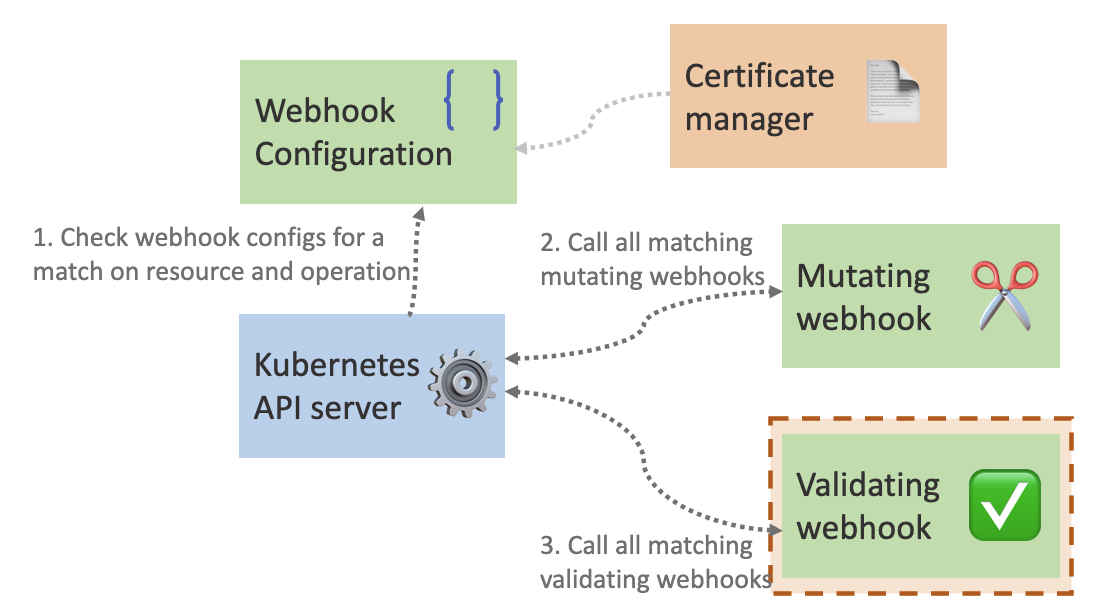 Certificate
manager
Webhook
Configuration
{ }
1. Check webhook configs for a
match on resource and operation
2. Call all matching
mutating webhooks
Mutating
webhook
Kubernetes
API server
Validating
webhook
3. Call all matching
validating webhooks